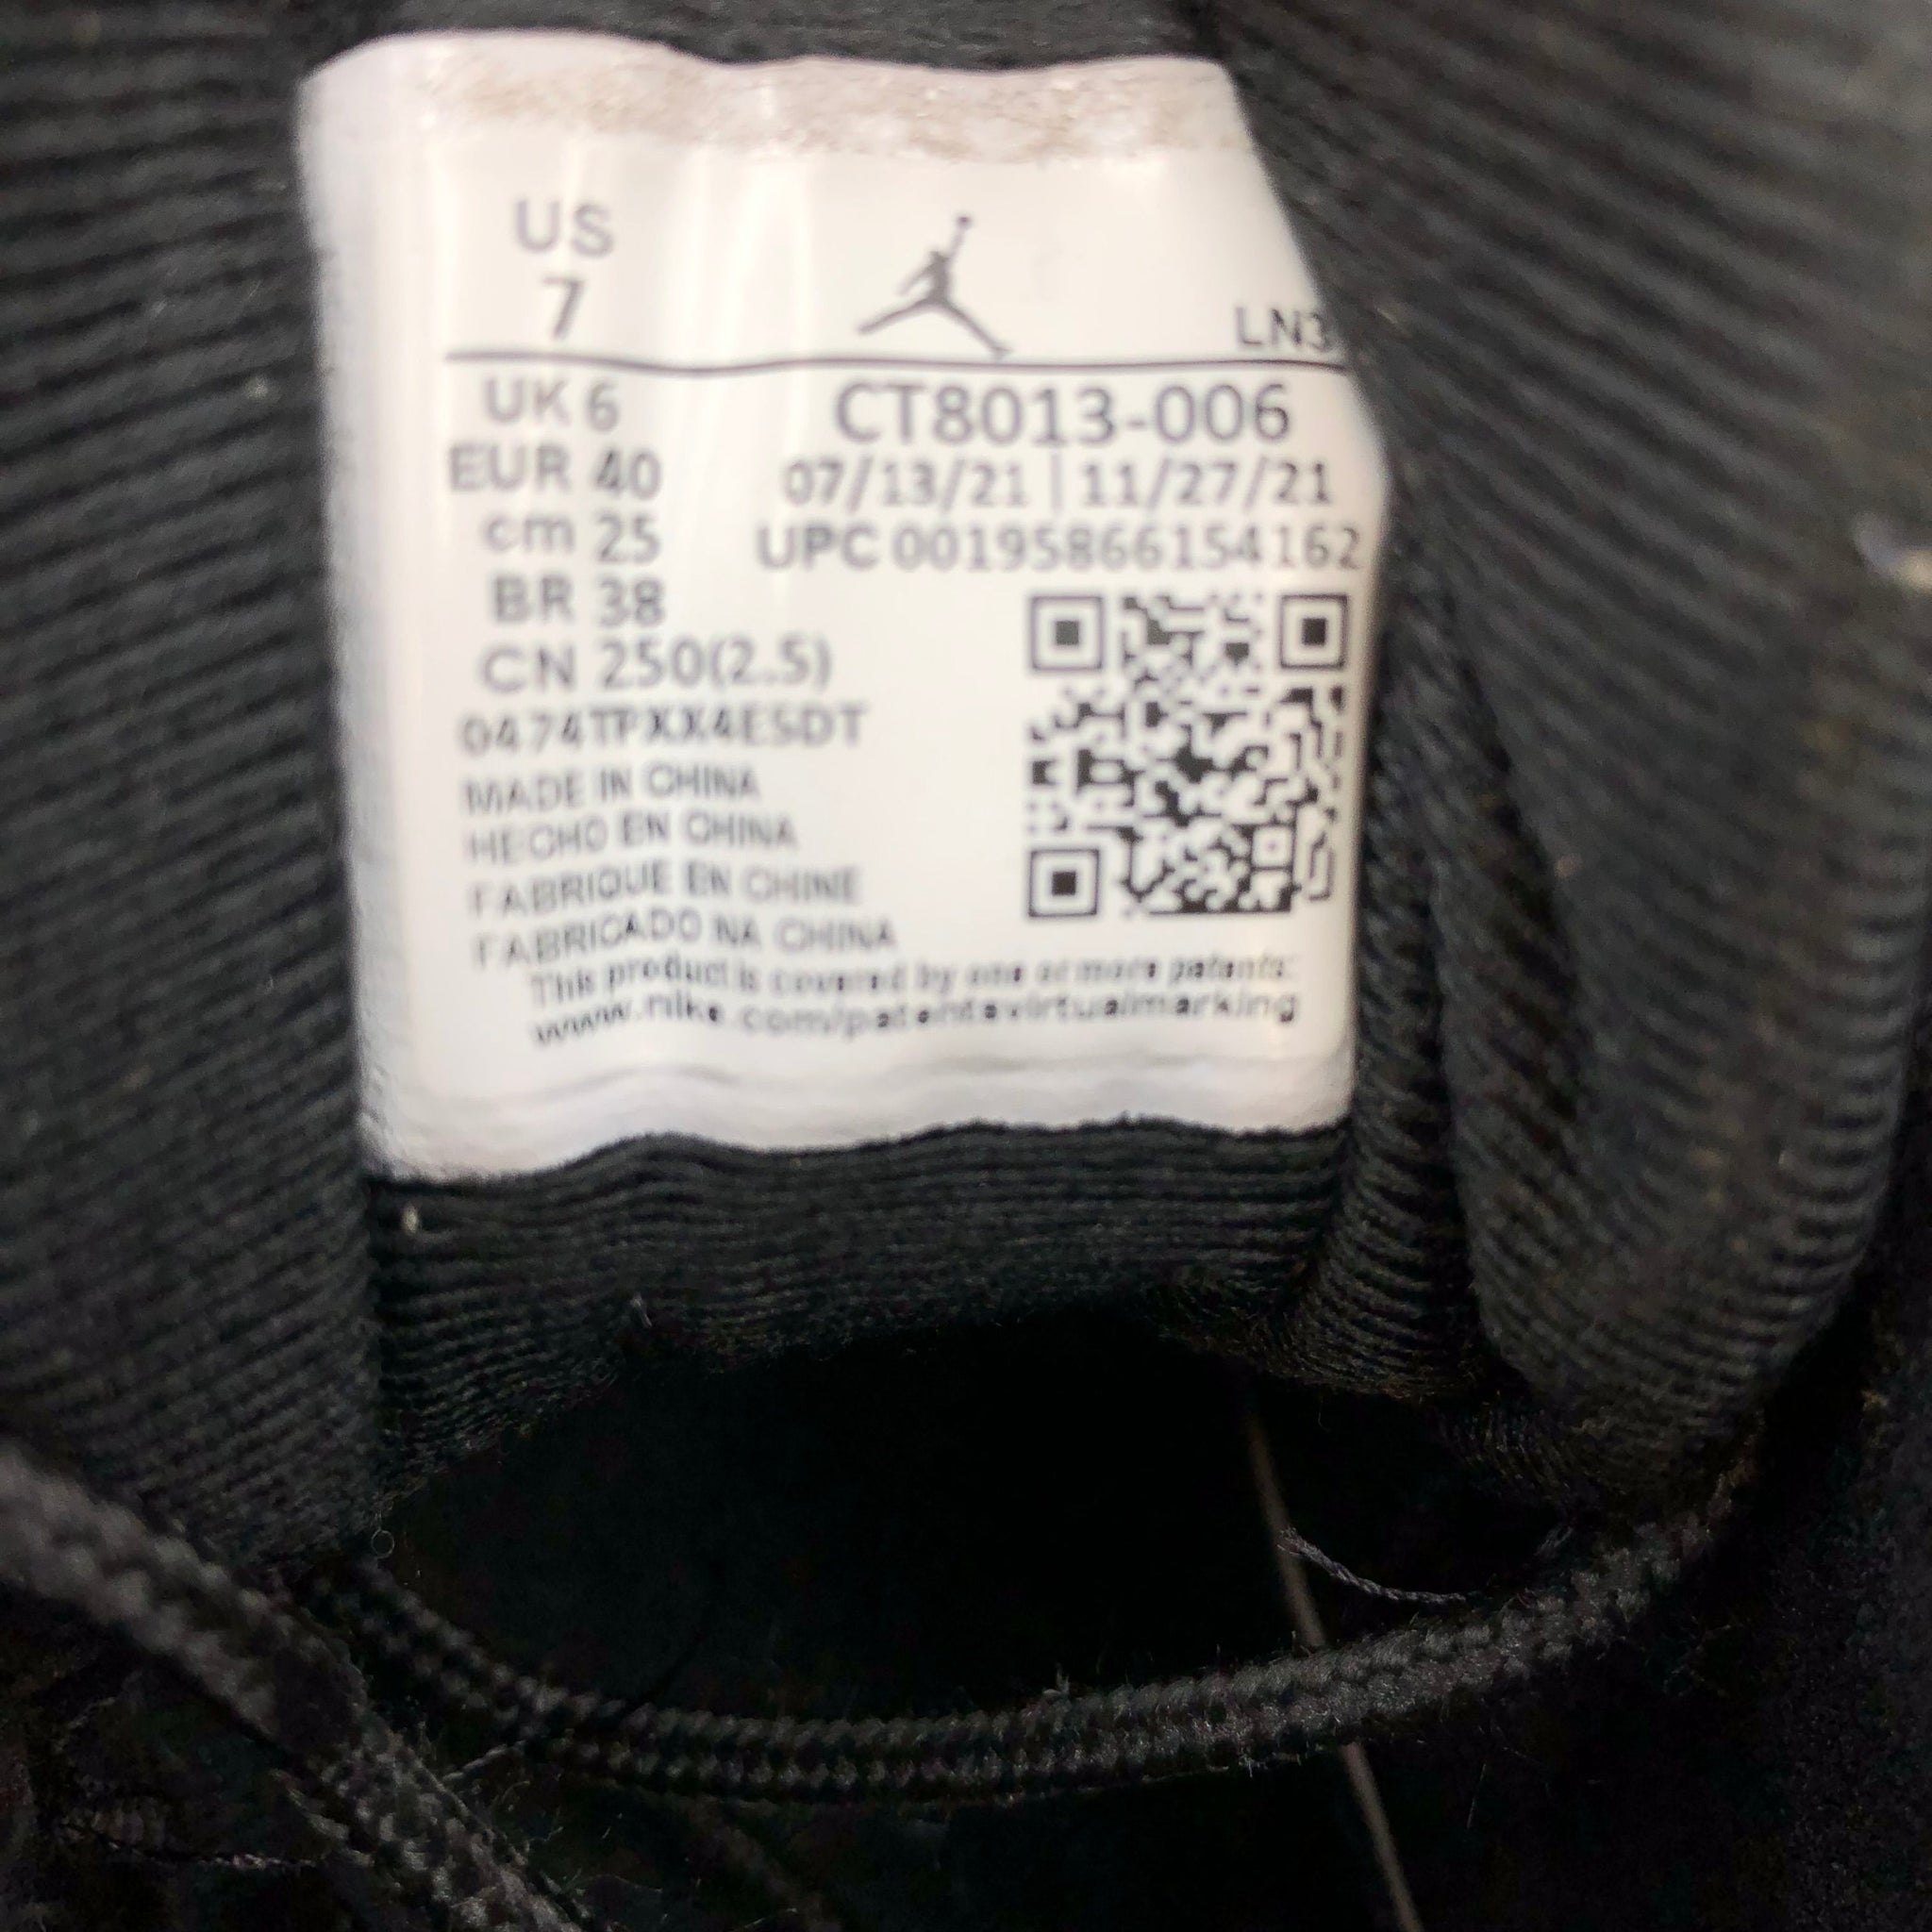 US
7
LN3
UK 6
CT8013-006
EUR 40
07/13/21 | 11/27/21
cm 25
UPC 00195866154162
BR 38
CN 250(2.5)
0474TPXX4ESDT
MADE IN CHINA
HECHO EN CHINA
FABRIQUE EN CHINE
FABRICADO NA CHINA
This product is covered by one or more patents:
www.nike.com/patentsvirtualmarking